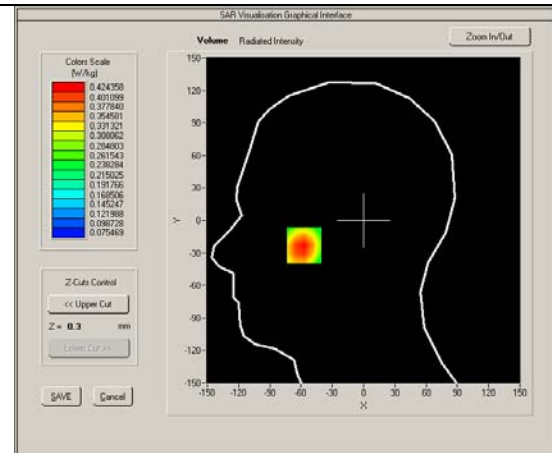 SAR Visualisation Graphical Interface
Volume Radiated Intensity
Zoom In/Out
Colors Scale
(W/kg)
0.424358
0.401099
0.377840
0.354581
0.331321
0.308062
0.284803
0.261543
0.238284
0.215025
0.191766
0.168506
0.145247
0.121988
0.098728
0.075469
Z-Cuts Control
<< Upper Cut
Z = 0.3 mm
Lower Cut >>
SAVE Cancel
150
120
90
60
30
0
-30
-60
-90
-120
-150
Y
-150 -120 -90 -60 -30 0 30 60 90 120 150
X